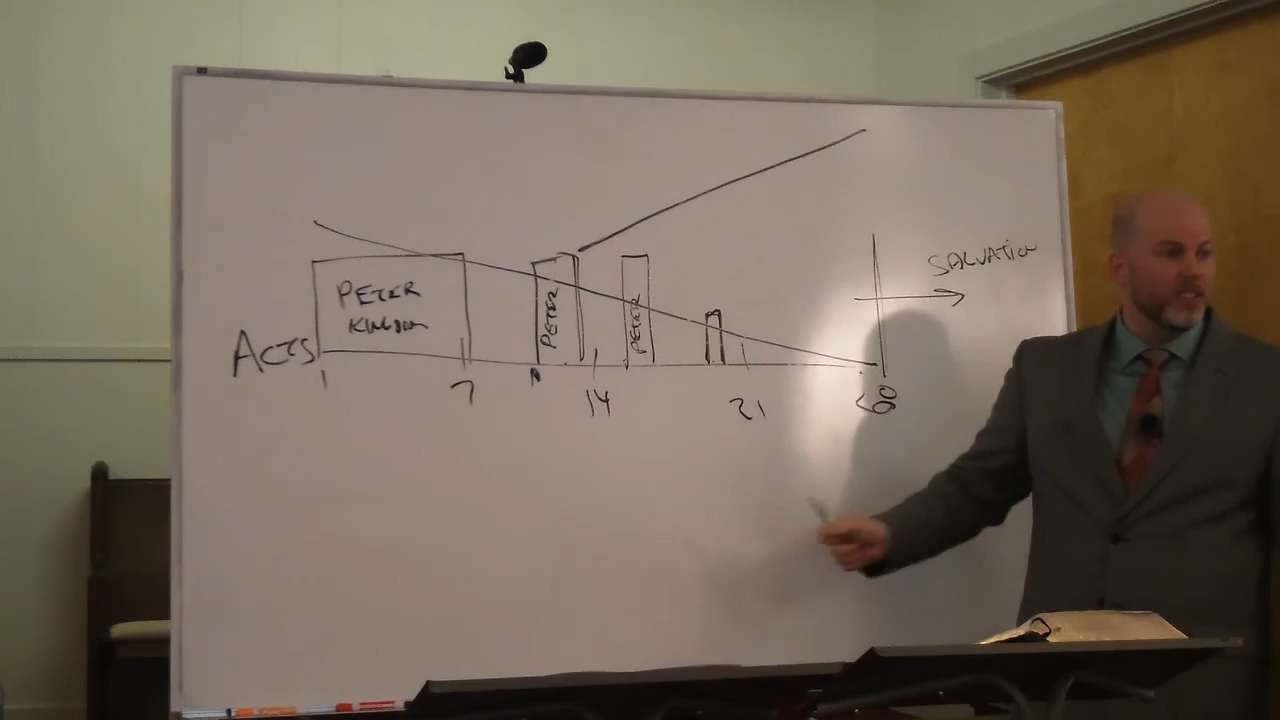 SALVATION
PETER
KINGDOM
PETER
PETER
ACTS
1
7
14
21
60